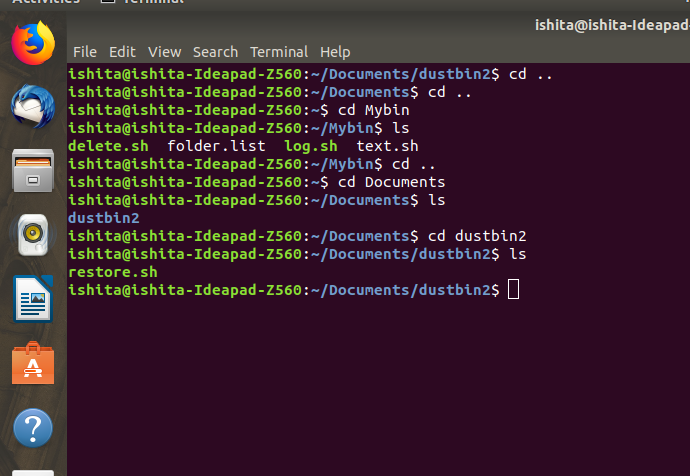 Activities Terminal
ishita@ishita-Ideapad-
File Edit View Search Terminal Help
ishita@ishita-Ideapad-Z560:~/Documents/dustbin2$ cd ..
ishita@ishita-Ideapad-Z560:~/Documents$ cd ..
ishita@ishita-Ideapad-Z560:~$ cd Mybin
ishita@ishita-Ideapad-Z560:~/Mybin$ ls
delete.sh folder.list log.sh text.sh
ishita@ishita-Ideapad-Z560:~/Mybin$ cd ..
ishita@ishita-Ideapad-Z560:~$ cd Documents
ishita@ishita-Ideapad-Z560:~/Documents$ ls
dustbin2
ishita@ishita-Ideapad-Z560:~/Documents$ cd dustbin2
ishita@ishita-Ideapad-Z560:~/Documents/dustbin2$ ls
restore.sh
ishita@ishita-Ideapad-Z560:~/Documents/dustbin2$